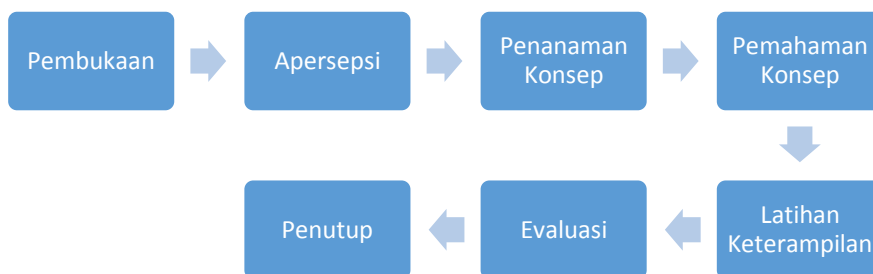 Pembukaan
Apersepsi
Penanaman
Konsep
Pemahaman
Konsep
Latihan
Keterampilan
Evaluasi
Penutup